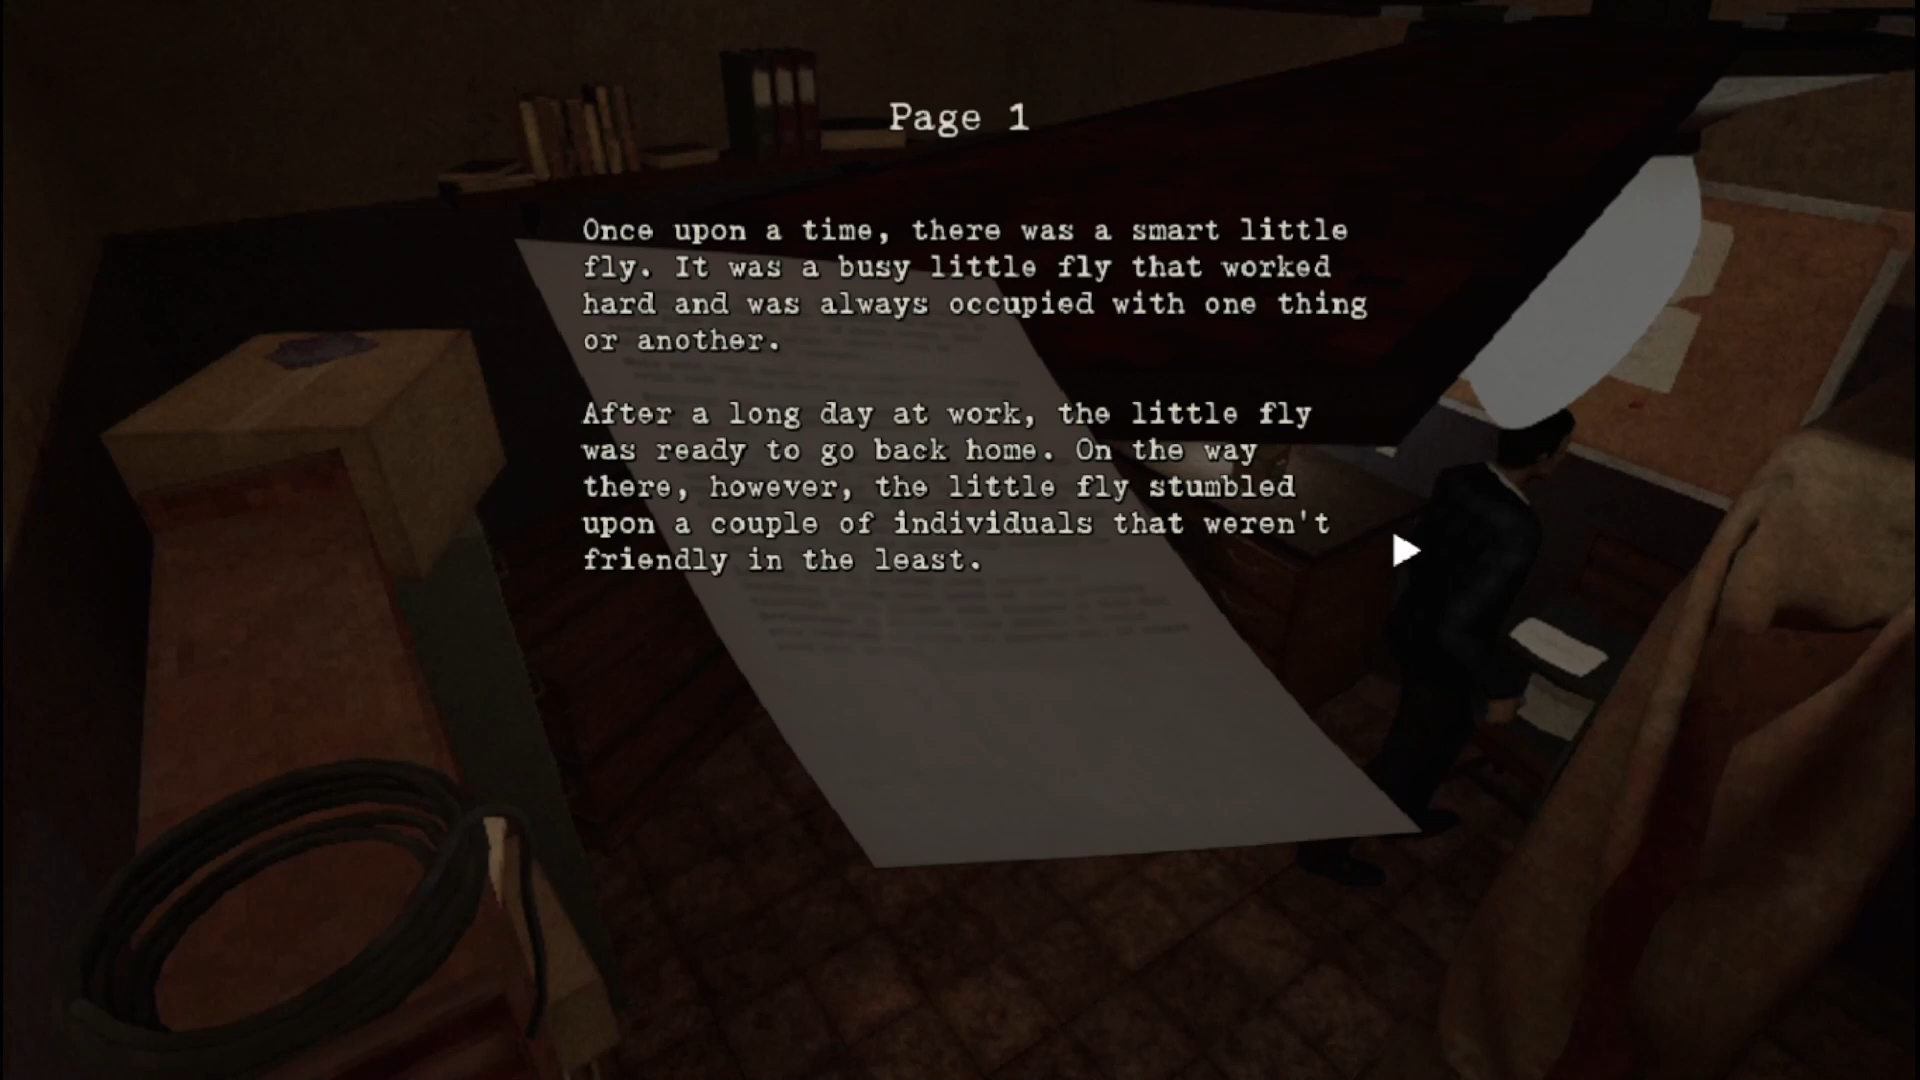 Page 1
Once upon a time, there was a smart little
fly. It was a busy little fly that worked
hard and was always occupied with one thing
or another.
After a long day at work, the little fly
was ready to go back home. On the way
there, however, the little fly stumbled
upon a couple of individuals that weren't
friendly in the least.